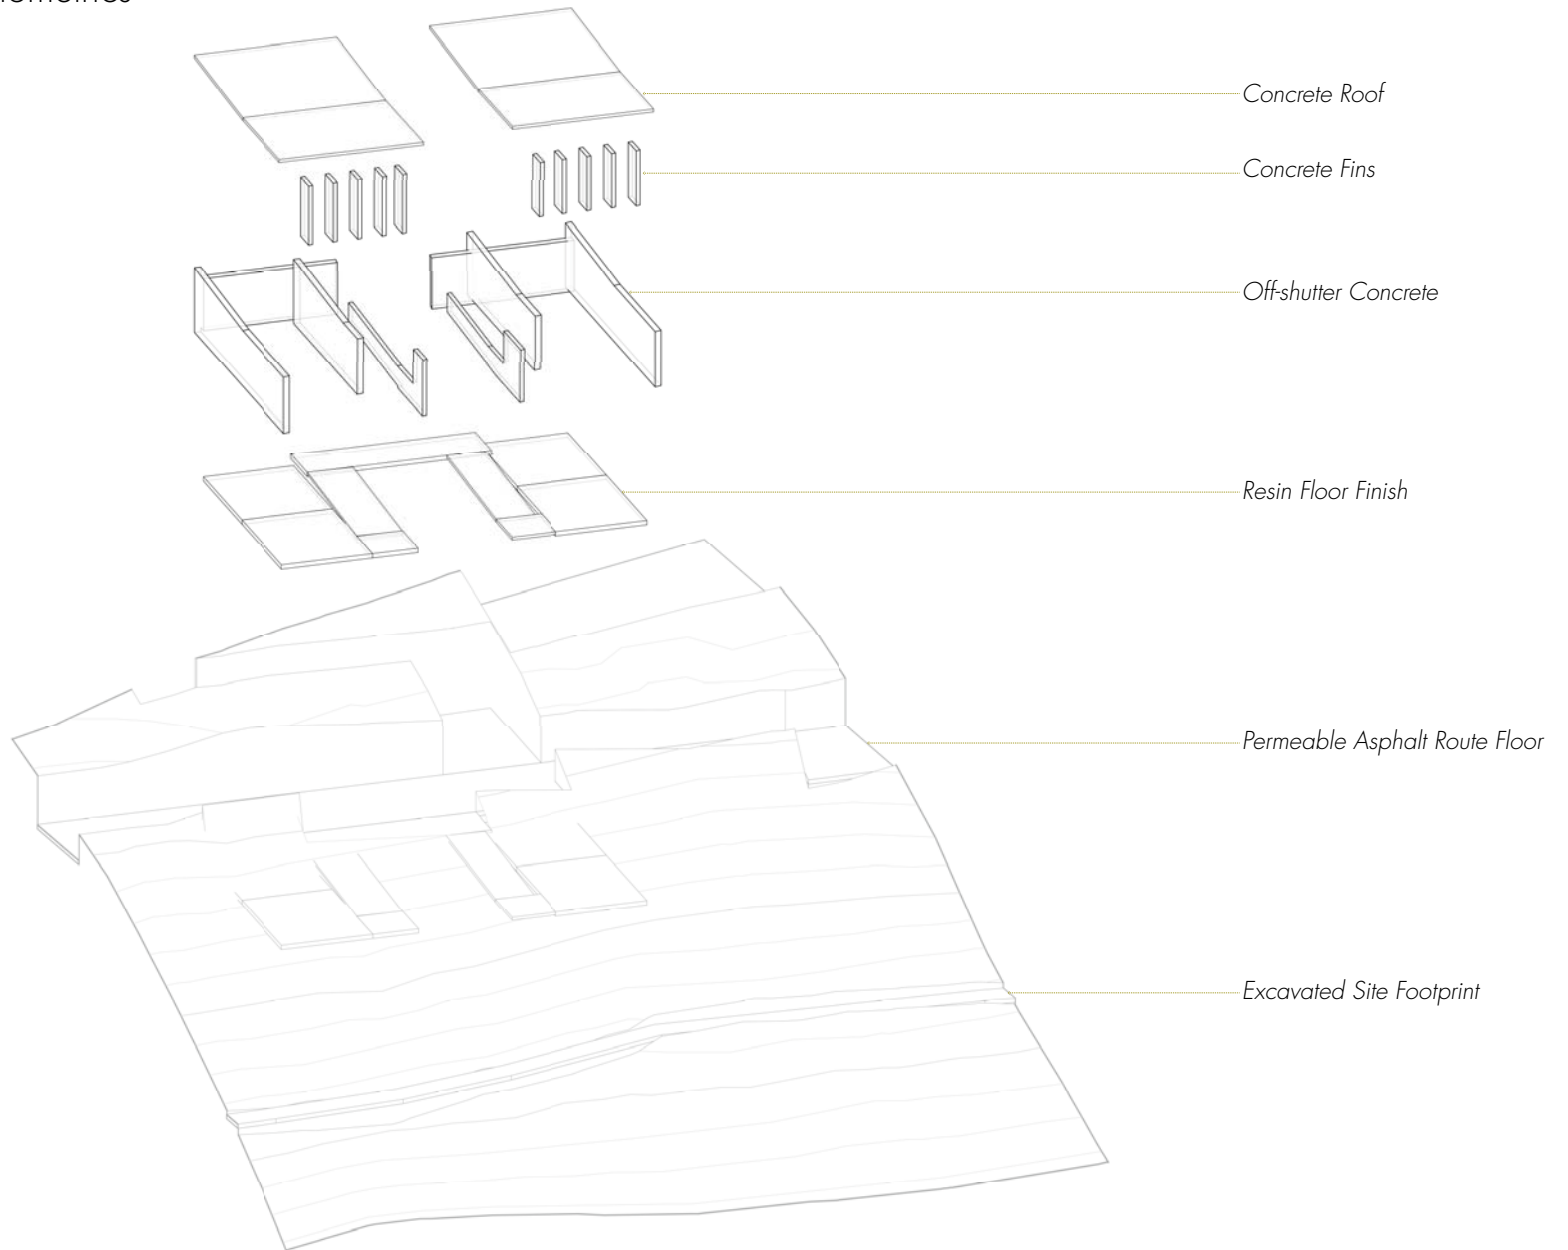 Concrete Roof
Concrete Fins
Off-shutter Concrete
Resin Floor Finish
Permeable Asphalt Route Floor
Excavated Site Footprint